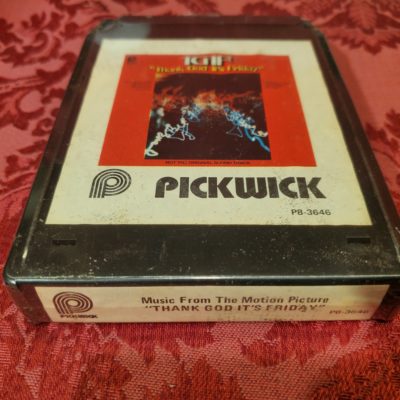 TGIF
"Thank God It's Friday"
NOT THE ORIGINAL SOUNDTRACK
PICKWICK
P8-3646
Music From The Motion Picture
"THANK GOD IT'S FRIDAY"
PICKWICK
P8-3646